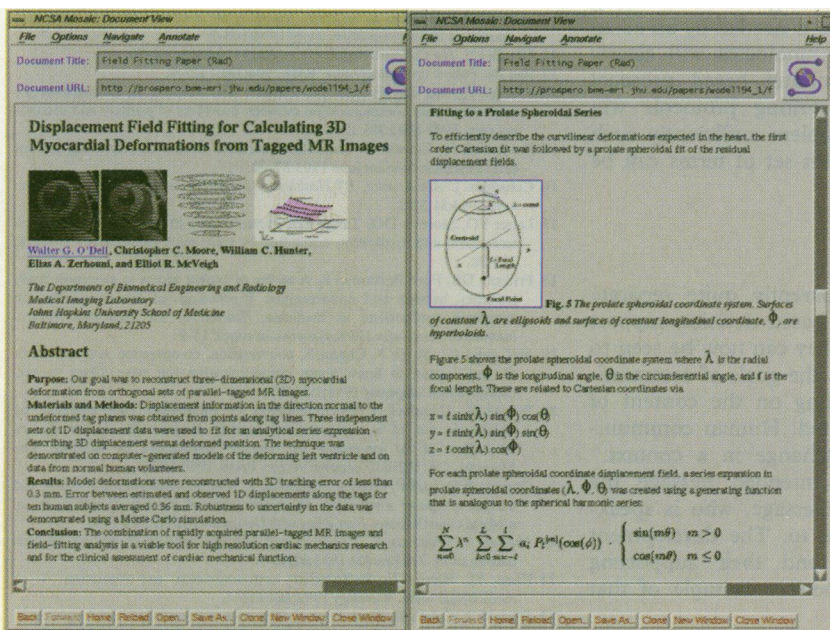 NCSA Mosaic: Document View
File Options Navigate Annotate
Document Title: Field Fitting Paper (Rad)
Document URL: http://prospero.bme-mri.jhu.edu/papers/wodell94_1/f
Displacement Field Fitting for Calculating 3D
Myocardial Deformations from Tagged MR Images
Walter G. O'Dell, Christopher C. Moore, William C. Hunter,
Elias A. Zerhouni, and Elliot R. McVeigh
The Departments of Biomedical Engineering and Radiology
Medical Imaging Laboratory
Johns Hopkins University School of Medicine
Baltimore, Maryland, 21205
Abstract
Purpose: Our goal was to reconstruct three-dimensional (3D) myocardial
deformation from orthogonal sets of parallel-tagged MR images.
Materials and Methods: Displacement information in the direction normal to the
undeformed tag planes was obtained from points along tag lines. Three independent
sets of 1D displacement data were used to fit for an analytical series expansion
describing 3D displacement versus deformed position. The technique was
demonstrated on computer-generated models of the deforming left ventricle and on
data from normal human volunteers.
Results: Model deformations were reconstructed with 3D tracking error of less than
0.3 mm. Error between estimated and observed 1D displacements along the tags for
ten human subjects averaged 0.36 mm. Robustness to uncertainty in the data was
demonstrated using a Monte Carlo simulation.
Conclusion: The combination of rapidly acquired parallel-tagged MR images and
field-fitting analysis is a viable tool for high resolution cardiac mechanics research
and for the clinical assessment of cardiac mechanical function.
Back Forward Home Reload Open... Save As... Clone New Window Close Window
NCSA Mosaic: Document View
File Options Navigate Annotate Help
Document Title: Field Fitting Paper (Rad)
Document URL: http://prospero.bme-mri.jhu.edu/papers/wodell94_1/f
Fitting to a Prolate Spheroidal Series
To efficiently describe the curvilinear deformations expected in the heart, the first
order Cartesian fit was followed by a prolate spheroidal fit of the residual
displacement fields.
Centroid
f = Focal
Length
Focal Point
Fig. 5 The prolate spheroidal coordinate system. Surfaces
of constant λ are ellipsoids and surfaces of constant longitudinal coordinate, Φ, are
hyperboloids.
Figure 5 shows the prolate spheroidal coordinate system where λ is the radial
component, Φ is the longitudinal angle, θ is the circumferential angle, and f is the
focal length. These are related to Cartesian coordinates via
x = f sinh(λ) sin(Φ) cos(θ)
y = f sinh(λ) sin(Φ) sin(θ)
z = f cosh(λ) cos(Φ)
For each prolate spheroidal coordinate displacement field, a series expansion in
prolate spheroidal coordinates (λ, Φ, θ) was created using a generating function
that is analogous to the spherical harmonic series:
sin(mθ) m > 0
cos(mθ) m ≤ 0
Back Forward Home Reload Open... Save As... Clone New Window Close Window